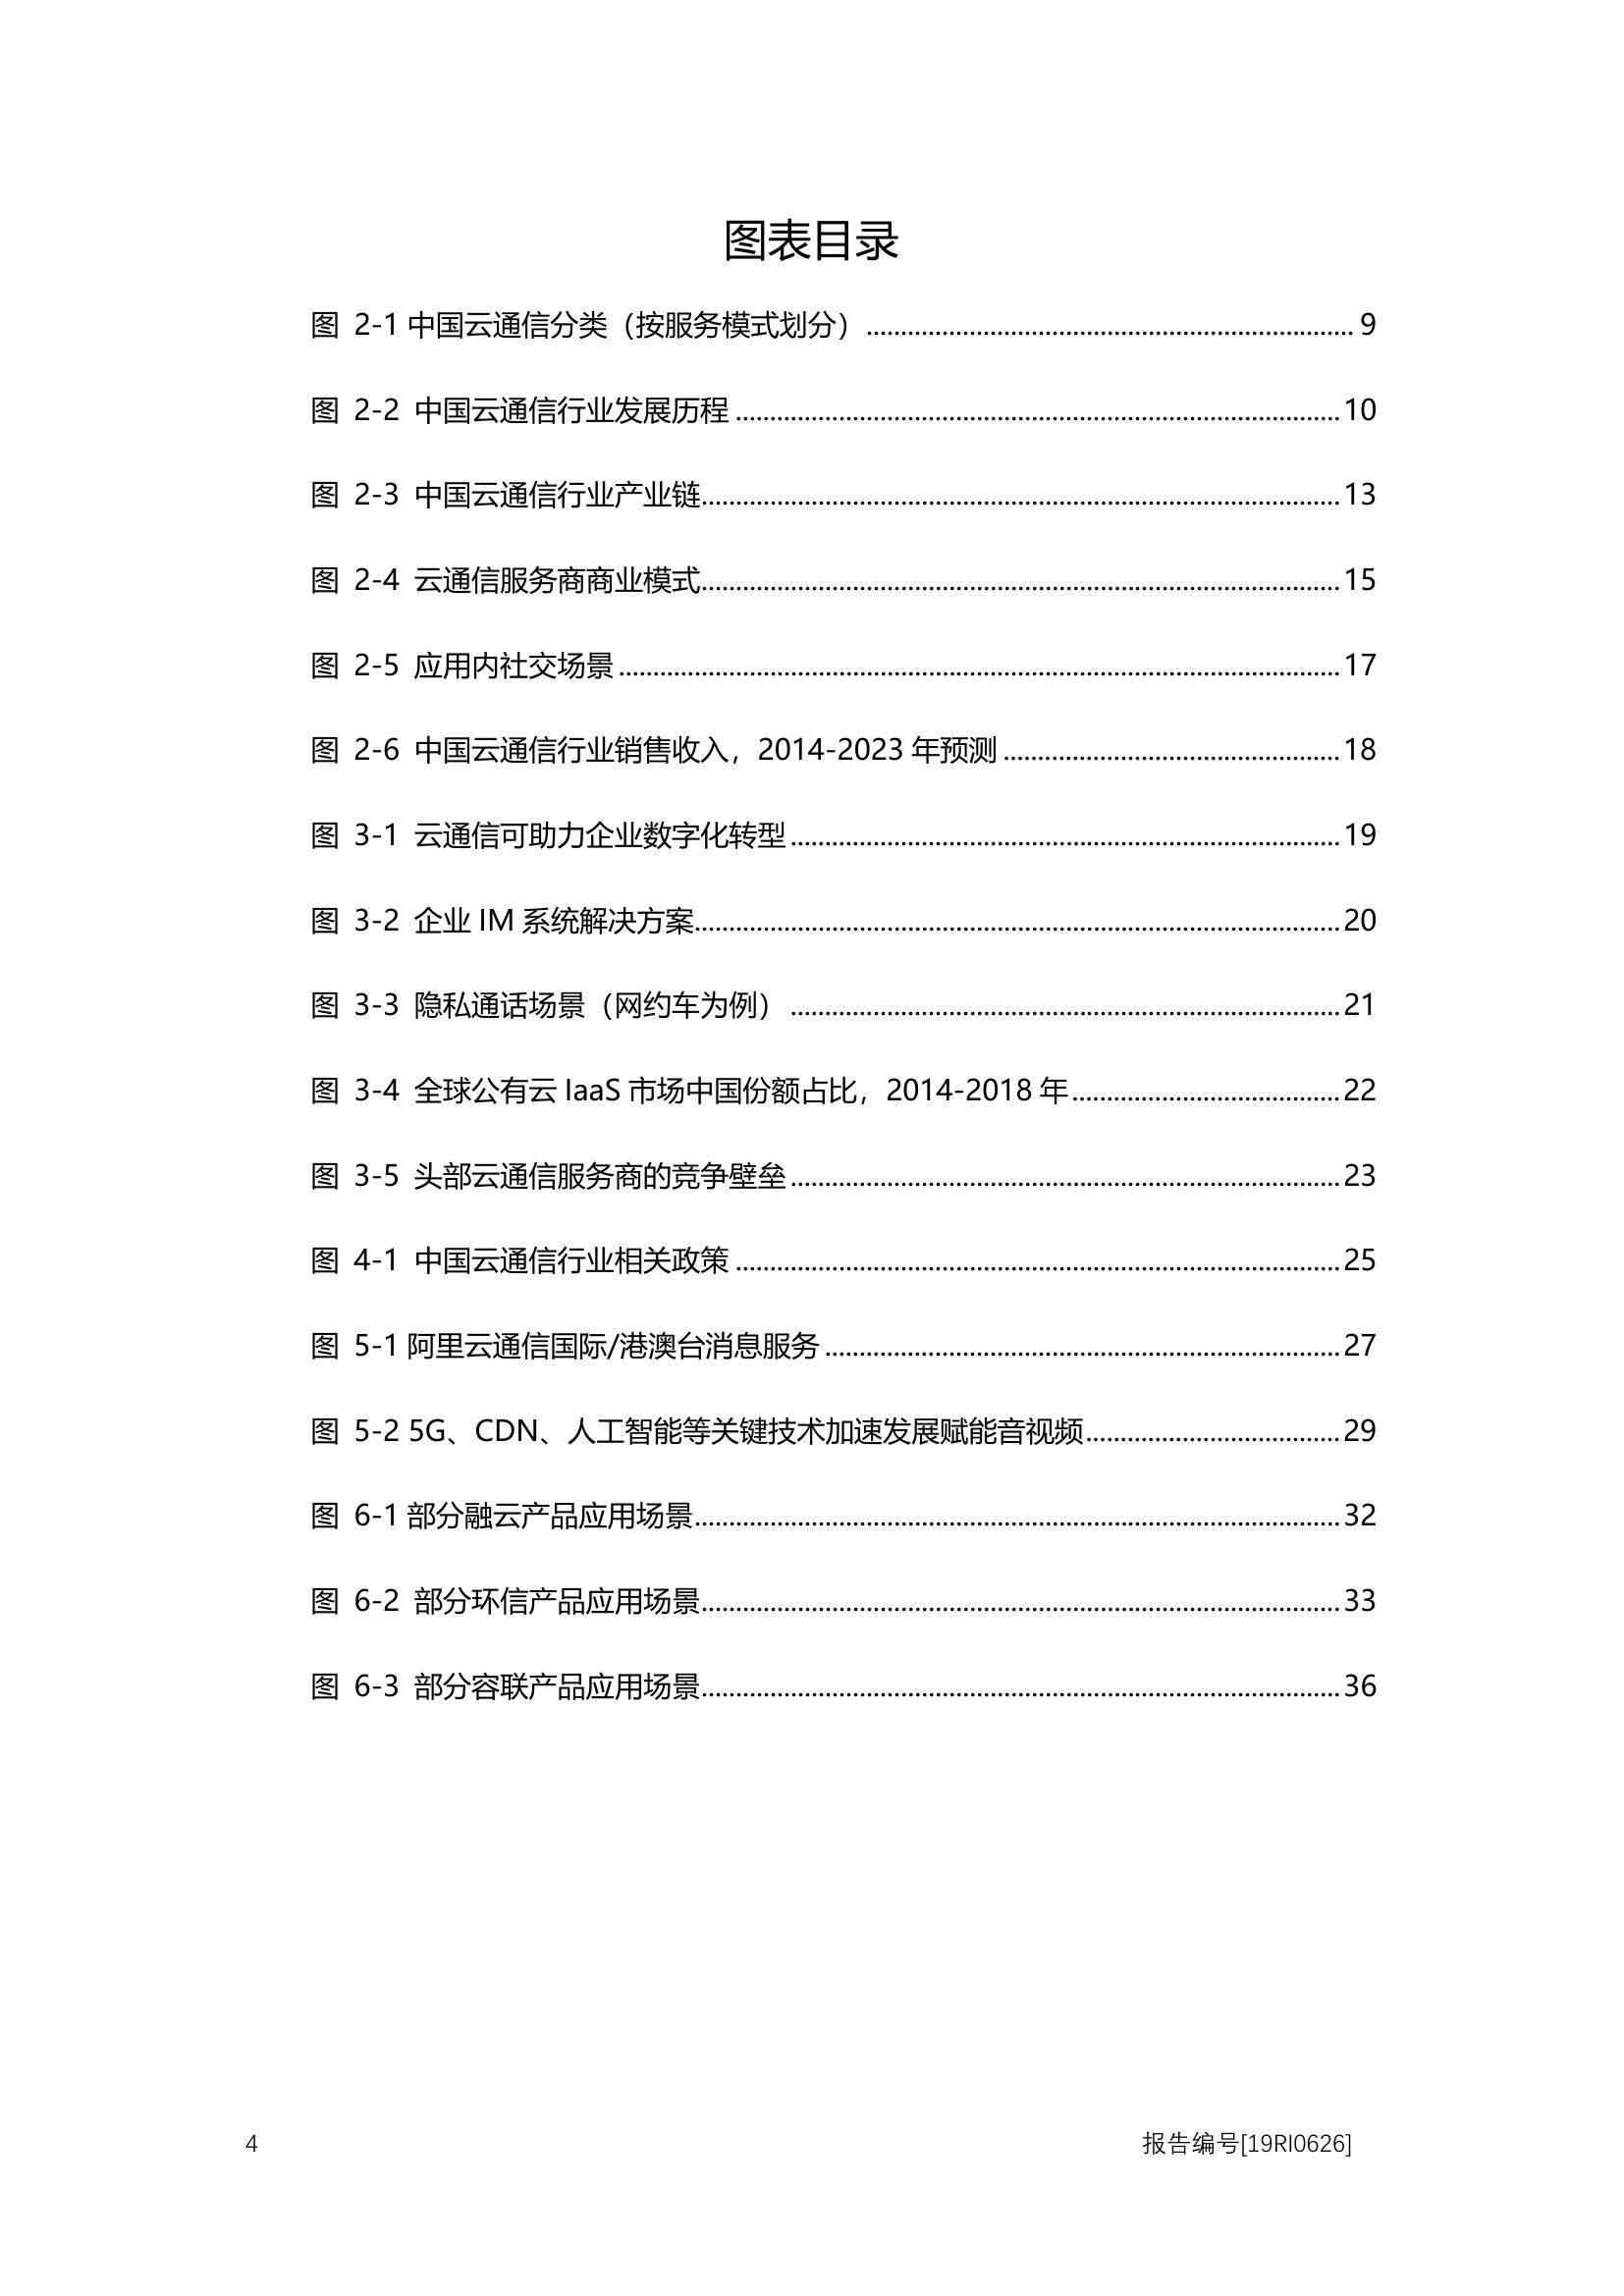 图表目录
图 2-1 中国云通信分类（按服务模式划分）........................................................................ 9
图 2-2 中国云通信行业发展历程........................................................................................ 10
图 2-3 中国云通信行业产业链............................................................................................ 13
图 2-4 云通信服务商商业模式............................................................................................ 15
图 2-5 应用内社交场景........................................................................................................ 17
图 2-6 中国云通信行业销售收入，2014-2023 年预测.................................................. 18
图 3-1 云通信可助力企业数字化转型................................................................................ 19
图 3-2 企业 IM 系统解决方案.............................................................................................. 20
图 3-3 隐私通话场景（网约车为例）................................................................................ 21
图 3-4 全球公有云 IaaS 市场中国份额占比，2014-2018 年....................................... 22
图 3-5 头部云通信服务商的竞争壁垒................................................................................ 23
图 4-1 中国云通信行业相关政策........................................................................................ 25
图 5-1 阿里云通信国际/港澳台消息服务........................................................................... 27
图 5-2 5G、CDN、人工智能等关键技术加速发展赋能音视频..................................... 29
图 6-1 部分融云产品应用场景.............................................................................................. 32
图 6-2 部分环信产品应用场景............................................................................................. 33
图 6-3 部分容联产品应用场景............................................................................................. 36
4 报告编号[19RI0626]